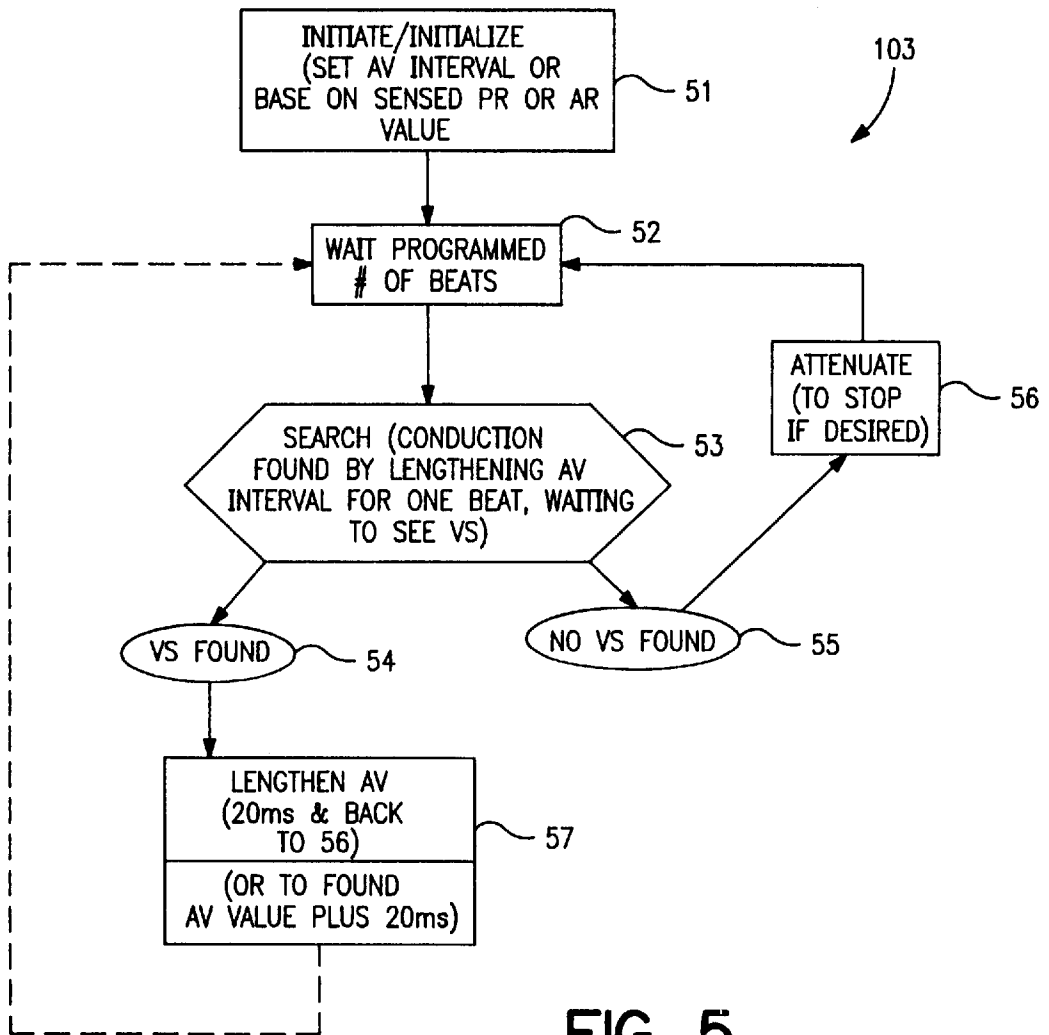 INITIATE/INITIALIZE
(SET AV INTERVAL OR
BASE ON SENSED PR OR AR
VALUE
51
103
WAIT PROGRAMMED
# OF BEATS
52
ATTENUATE
(TO STOP
IF DESIRED)
56
SEARCH (CONDUCTION
FOUND BY LENGTHENING AV
INTERVAL FOR ONE BEAT, WAITING
TO SEE VS)
53
VS FOUND
54
NO VS FOUND
55
LENGTHEN AV
(20ms & BACK
TO 56)
(OR TO FOUND
AV VALUE PLUS 20ms)
57
FIG. 5